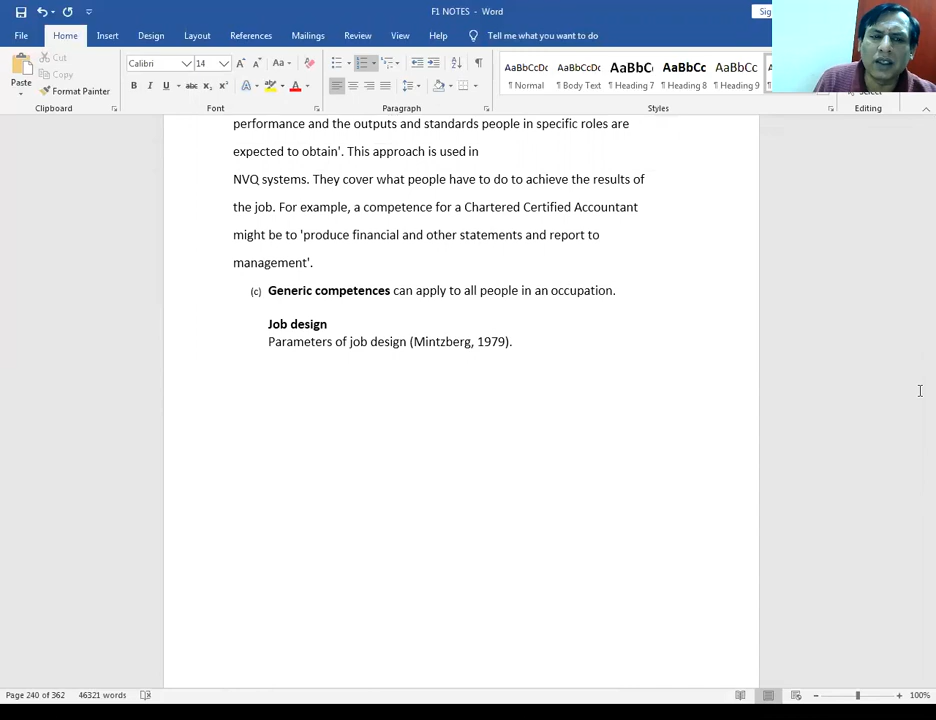 F1 NOTES - Word
Sig
File Home Insert Design Layout References Mailings Review View Help Tell me what you want to do
Paste
Cut
Copy
Format Painter
Calibri 14 Aa
B I U abc x₂ x² A A
AaBbCcDc AaBbCcDc AaBbC AaBbCc AaBbCc
¶ Normal ¶ Body Text ¶ Heading 7 ¶ Heading 8 ¶ Heading 9
Clipboard Font Paragraph Styles Editing
performance and the outputs and standards people in specific roles are
expected to obtain'. This approach is used in
NVQ systems. They cover what people have to do to achieve the results of
the job. For example, a competence for a Chartered Certified Accountant
might be to 'produce financial and other statements and report to
management'.
(c) Generic competences can apply to all people in an occupation.
Job design
Parameters of job design (Mintzberg, 1979).
Page 240 of 362 46321 words 100%